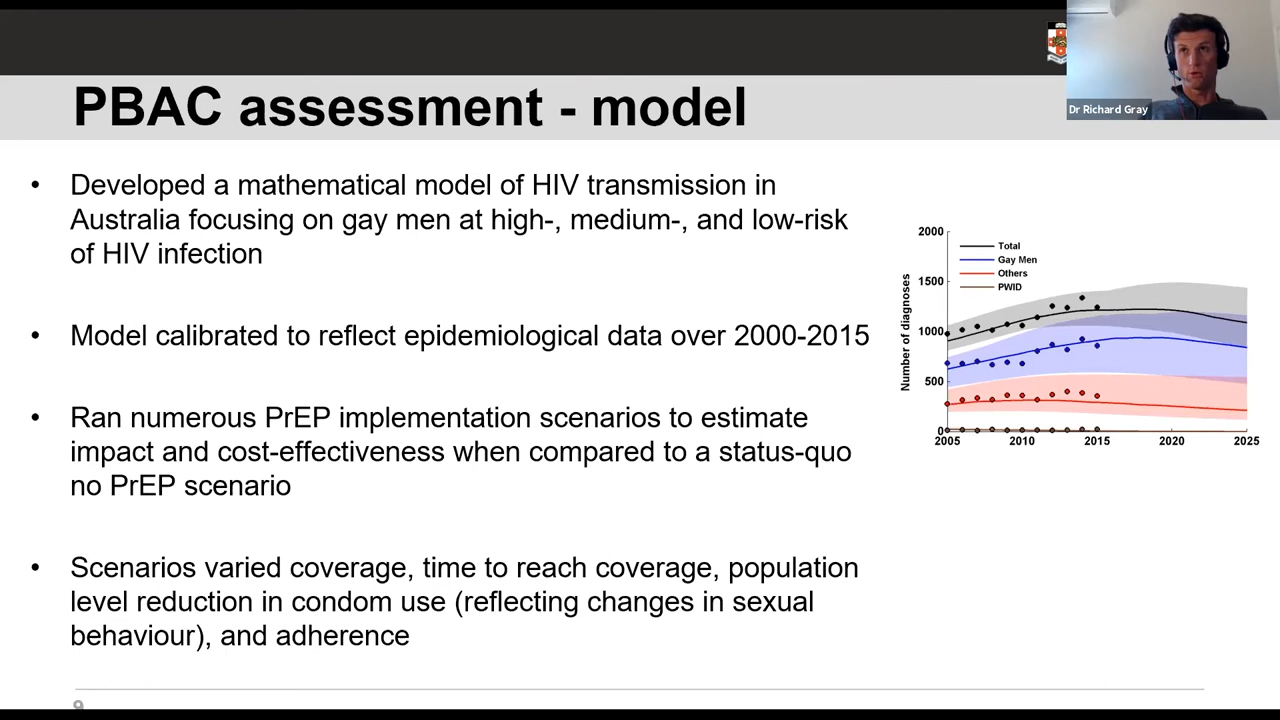 PBAC assessment - model
Dr Richard Gray
• Developed a mathematical model of HIV transmission in
Australia focusing on gay men at high-, medium-, and low-risk
of HIV infection
• Model calibrated to reflect epidemiological data over 2000-2015
• Ran numerous PrEP implementation scenarios to estimate
impact and cost-effectiveness when compared to a status-quo
no PrEP scenario
• Scenarios varied coverage, time to reach coverage, population
level reduction in condom use (reflecting changes in sexual
behaviour), and adherence
Number of diagnoses
2000
1500
1000
500
0
Total
Gay Men
Others
PWID
2005 2010 2015 2020 2025
9